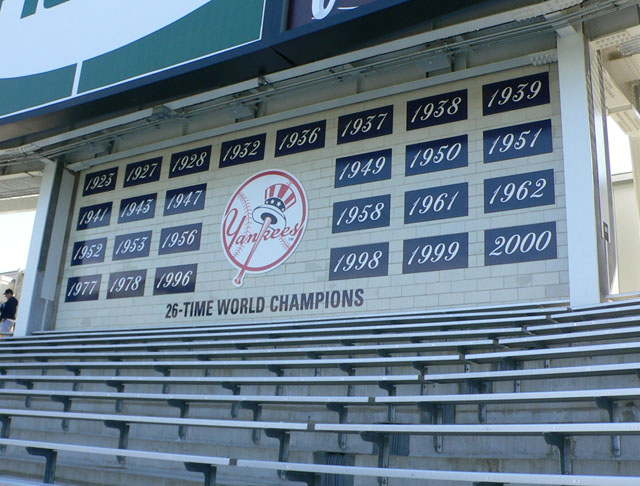 1923 1927 1928 1932 1936 1937 1938 1939
1941 1943 1947 1949 1950 1951
1952 1953 1956 1958 1961 1962
1977 1978 1996 1998 1999 2000
Yankees
26-TIME WORLD CHAMPIONS